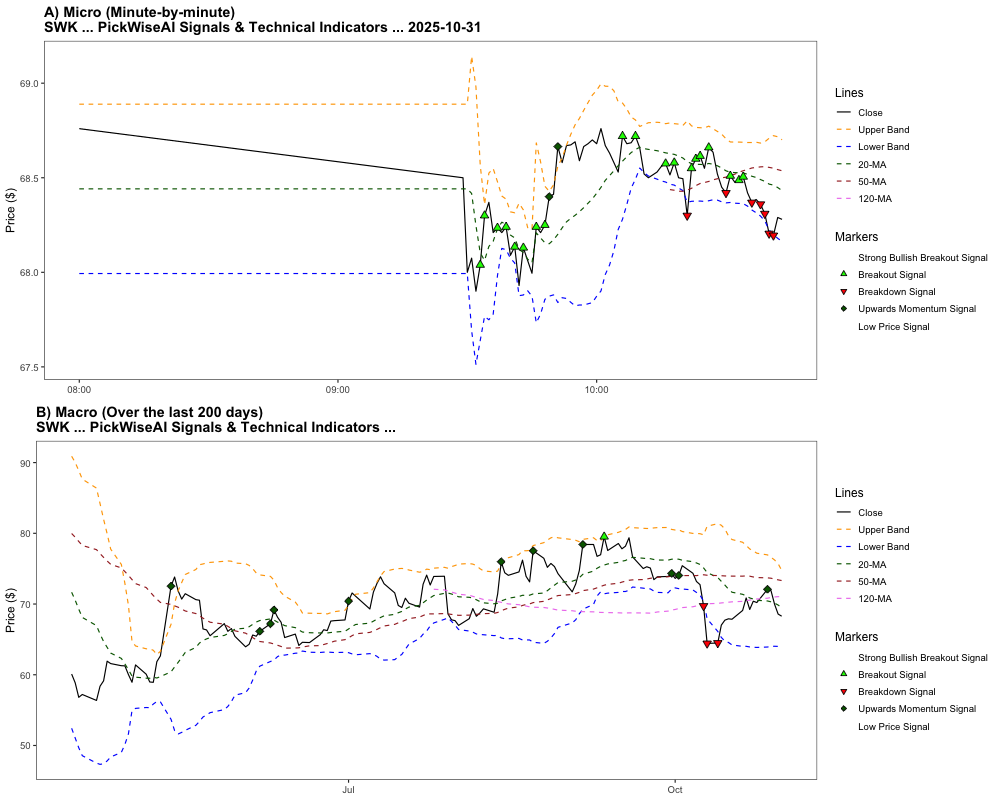 A) Micro (Minute-by-minute)
SWK ... PickWiseAI Signals & Technical Indicators ... 2025-10-31
69.0
68.5
68.0
67.5
Price ($)
08:00
09:00
10:00
Lines
Close
Upper Band
Lower Band
20-MA
50-MA
120-MA
Markers
Strong Bullish Breakout Signal
Breakout Signal
Breakdown Signal
Upwards Momentum Signal
Low Price Signal
B) Macro (Over the last 200 days)
SWK ... PickWiseAI Signals & Technical Indicators ...
90
80
70
60
50
Price ($)
Jul
Oct
Lines
Close
Upper Band
Lower Band
20-MA
50-MA
120-MA
Markers
Strong Bullish Breakout Signal
Breakout Signal
Breakdown Signal
Upwards Momentum Signal
Low Price Signal